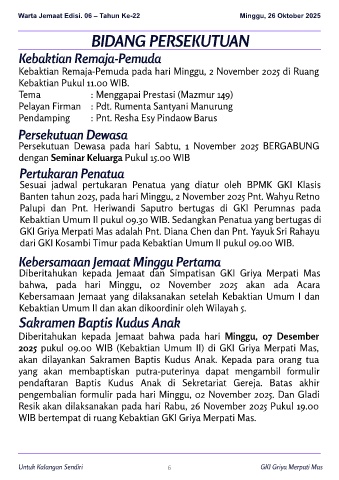 Warta Jemaat Edisi. 06 – Tahun Ke-22 Minggu, 26 Oktober 2025
BIDANG PERSEKUTUAN
Kebaktian Remaja-Pemuda
Kebaktian Remaja-Pemuda pada hari Minggu, 2 November 2025 di Ruang
Kebaktian Pukul 11.00 WIB.
Tema : Menggapai Prestasi (Mazmur 149)
Pelayan Firman : Pdt. Rumenta Santyani Manurung
Pendamping : Pnt. Resha Esy Pindaow Barus
Persekutuan Dewasa
Persekutuan Dewasa pada hari Sabtu, 1 November 2025 BERGABUNG
dengan Seminar Keluarga Pukul 15.00 WIB
Pertukaran Penatua
Sesuai jadwal pertukaran Penatua yang diatur oleh BPMK GKI Klasis
Banten tahun 2025, pada hari Minggu, 2 November 2025 Pnt. Wahyu Retno
Palupi dan Pnt. Heriwandi Saputro bertugas di GKI Perumnas pada
Kebaktian Umum II pukul 09.30 WIB. Sedangkan Penatua yang bertugas di
GKI Griya Merpati Mas adalah Pnt. Diana Chen dan Pnt. Yayuk Sri Rahayu
dari GKI Kosambi Timur pada Kebaktian Umum II pukul 09.00 WIB.
Kebersamaan Jemaat Minggu Pertama
Diberitahukan kepada Jemaat dan Simpatisan GKI Griya Merpati Mas
bahwa, pada hari Minggu, 02 November 2025 akan ada Acara
Kebersamaan Jemaat yang dilaksanakan setelah Kebaktian Umum I dan
Kebaktian Umum II dan akan dikoordinir oleh Wilayah 5.
Sakramen Baptis Kudus Anak
Diberitahukan kepada Jemaat bahwa pada hari Minggu, 07 Desember
2025 pukul 09.00 WIB (Kebaktian Umum II) di GKI Griya Merpati Mas,
akan dilayankan Sakramen Baptis Kudus Anak. Kepada para orang tua
yang akan membaptiskan putra-puterinya dapat mengambil formulir
pendaftaran Baptis Kudus Anak di Sekretariat Gereja. Batas akhir
pengembalian formulir pada hari Minggu, 02 November 2025. Dan Gladi
Resik akan dilaksanakan pada hari Rabu, 26 November 2025 Pukul 19.00
WIB bertempat di ruang Kebaktian GKI Griya Merpati Mas.
Untuk Kalangan Sendiri 6 GKI Griya Merpati Mas